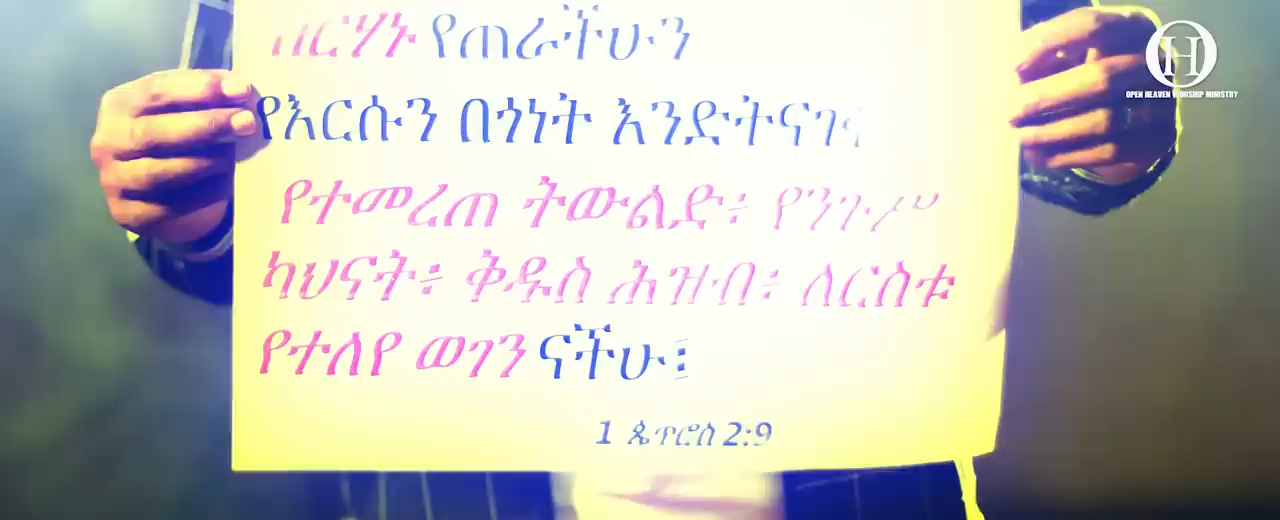 ብርሃኑ የጠራችሁን
የእርሱን በጎነት እንድትናገሩ
የተመረጠ ትውልድ፥ የንጉሥ
ካህናት፥ ቅዱስ ሕዝብ፥ ለርስቱ
የተለየ ወገን ናችሁ፤
1 ጴጥሮስ 2:9
OH
OPEN HEAVEN WORSHIP MINISTRY